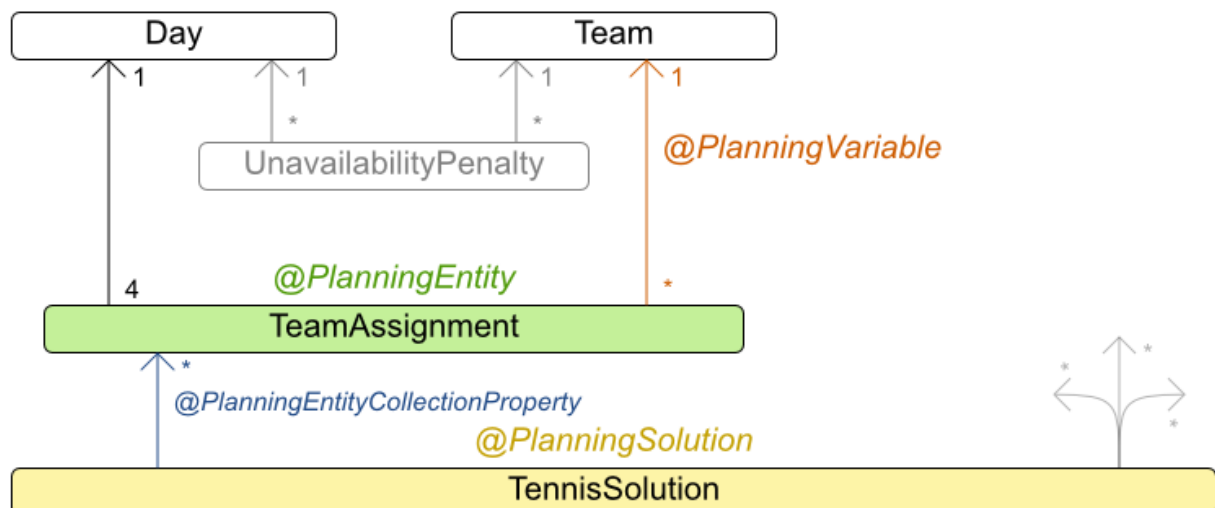 Day
Team
1
1
1
1
*
*
@PlanningVariable
UnavailabilityPenalty
@PlanningEntity
4
*
TeamAssignment
*
*
*
@PlanningEntityCollectionProperty
*
@PlanningSolution
TennisSolution